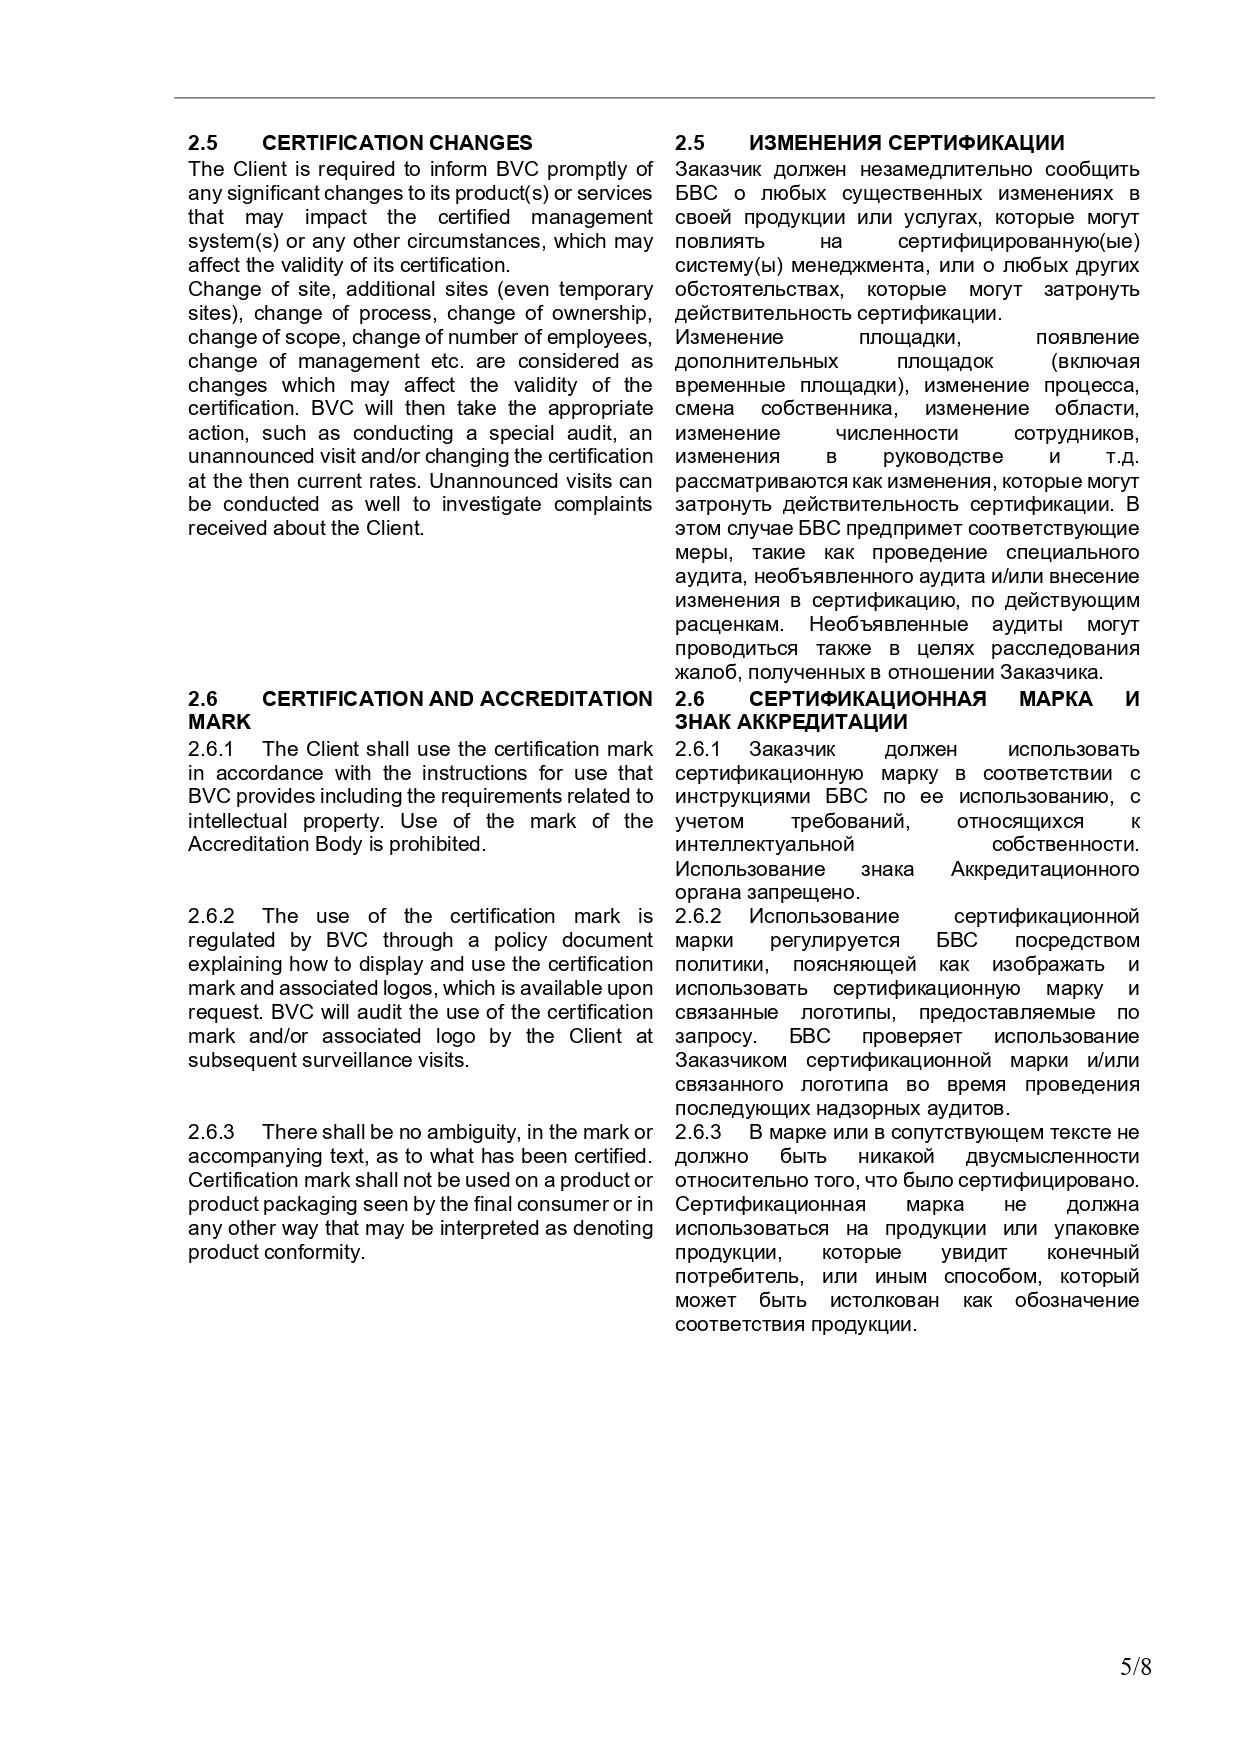 2.5 CERTIFICATION CHANGES
The Client is required to inform BVC promptly of
any significant changes to its product(s) or services
that may impact the certified management
system(s) or any other circumstances, which may
affect the validity of its certification.
Change of site, additional sites (even temporary
sites), change of process, change of ownership,
change of scope, change of number of employees,
change of management etc. are considered as
changes which may affect the validity of the
certification. BVC will then take the appropriate
action, such as conducting a special audit, an
unannounced visit and/or changing the certification
at the then current rates. Unannounced visits can
be conducted as well to investigate complaints
received about the Client.
2.5 ИЗМЕНЕНИЯ СЕРТИФИКАЦИИ
Заказчик должен незамедлительно сообщить
БВС о любых существенных изменениях в
своей продукции или услугах, которые могут
повлиять на сертифицированную(ые)
систему(ы) менеджмента, или о любых других
обстоятельствах, которые могут затронуть
действительность сертификации.
Изменение площадки, появление
дополнительных площадок (включая
временные площадки), изменение процесса,
смена собственника, изменение области,
изменение численности сотрудников,
изменения в руководстве и т.д.
рассматриваются как изменения, которые могут
затронуть действительность сертификации. В
этом случае БВС предпримет соответствующие
меры, такие как проведение специального
аудита, необъявленного аудита и/или внесение
изменения в сертификацию, по действующим
расценкам. Необъявленные аудиты могут
проводиться также в целях расследования
жалоб, полученных в отношении Заказчика.
2.6 CERTIFICATION AND ACCREDITATION
MARK
2.6 СЕРТИФИКАЦИОННАЯ МАРКА И
ЗНАК АККРЕДИТАЦИИ
2.6.1 The Client shall use the certification mark
in accordance with the instructions for use that
BVC provides including the requirements related to
intellectual property. Use of the mark of the
Accreditation Body is prohibited.
2.6.1 Заказчик должен использовать
сертификационную марку в соответствии с
инструкциями БВС по ее использованию, с
учетом требований, относящихся к
интеллектуальной собственности.
Использование знака Аккредитационного
органа запрещено.
2.6.2 The use of the certification mark is
regulated by BVC through a policy document
explaining how to display and use the certification
mark and associated logos, which is available upon
request. BVC will audit the use of the certification
mark and/or associated logo by the Client at
subsequent surveillance visits.
2.6.2 Использование сертификационной
марки регулируется БВС посредством
политики, поясняющей как изображать и
использовать сертификационную марку и
связанные логотипы, предоставляемые по
запросу. БВС проверяет использование
Заказчиком сертификационной марки и/или
связанного логотипа во время проведения
последующих надзорных аудитов.
2.6.3 There shall be no ambiguity, in the mark or
accompanying text, as to what has been certified.
Certification mark shall not be used on a product or
product packaging seen by the final consumer or in
any other way that may be interpreted as denoting
product conformity.
2.6.3 В марке или в сопутствующем тексте не
должно быть никакой двусмысленности
относительно того, что было сертифицировано.
Сертификационная марка не должна
использоваться на продукции или упаковке
продукции, которые увидит конечный
потребитель, или иным способом, который
может быть истолкован как обозначение
соответствия продукции.
5/8